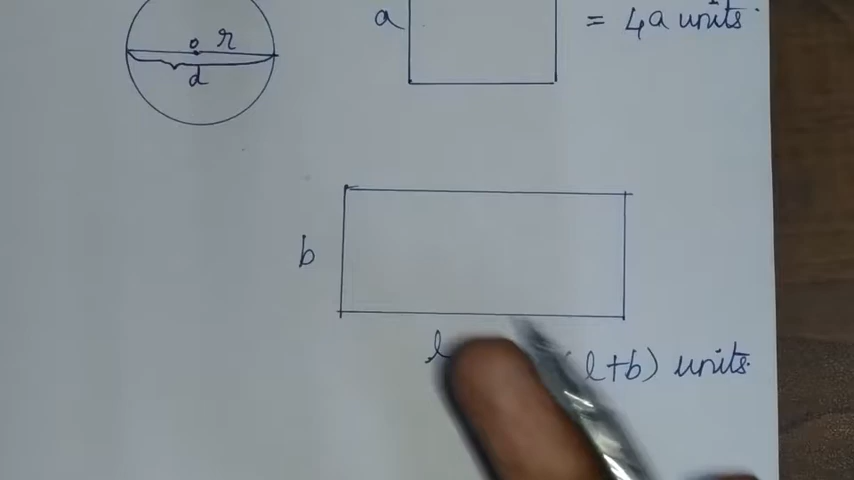 o r
d
a
= 4a units.
b
l
(l+b) units.